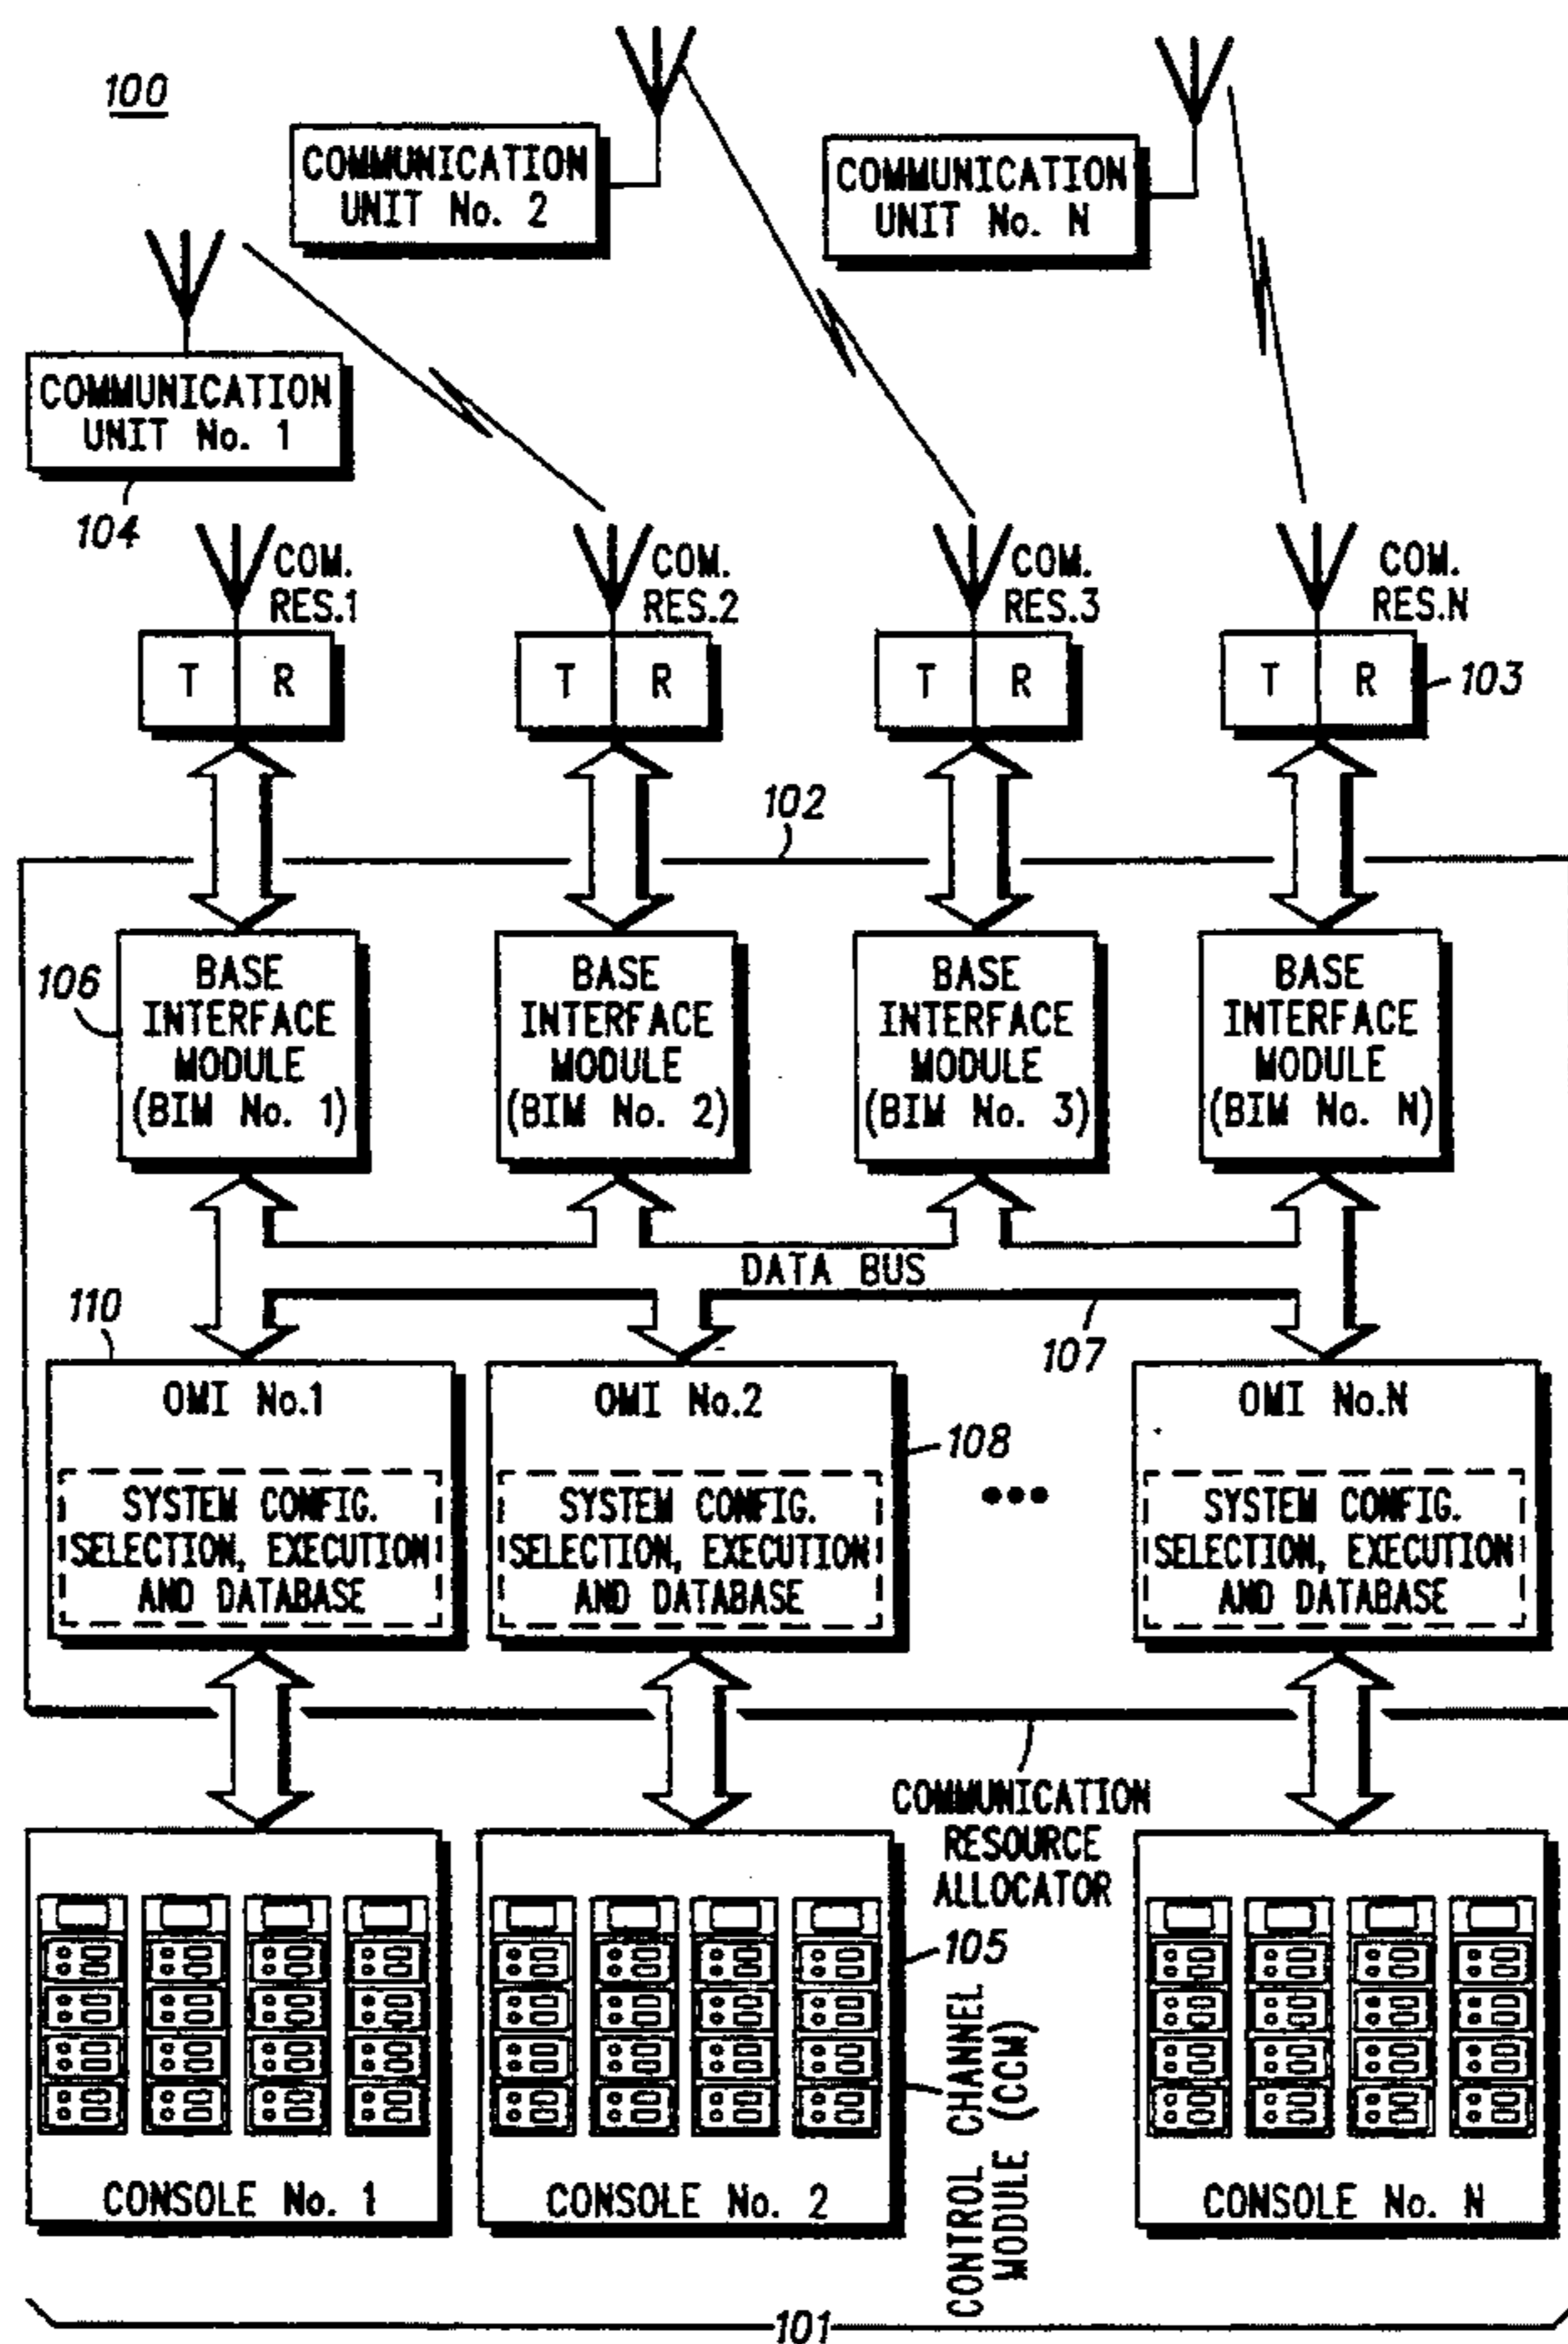 100
COMMUNICATION
UNIT No. 2
COMMUNICATION
UNIT No. N
COMMUNICATION
UNIT No. 1
104
COM.
RES.1
COM.
RES.2
COM.
RES.3
COM.
RES.N
T R
T R
T R
T R
103
102
106
BASE
INTERFACE
MODULE
(BIM No. 1)
BASE
INTERFACE
MODULE
(BIM No. 2)
BASE
INTERFACE
MODULE
(BIM No. 3)
BASE
INTERFACE
MODULE
(BIM No. N)
DATA BUS
107
110
OMI No.1
SYSTEM CONFIG.
SELECTION, EXECUTION
AND DATABASE
OMI No.2
SYSTEM CONFIG.
SELECTION, EXECUTION
AND DATABASE
108
OMI No.N
SYSTEM CONFIG.
SELECTION, EXECUTION
AND DATABASE
COMMUNICATION
RESOURCE
ALLOCATOR
105
CONTROL CHANNEL
MODULE (CCM)
CONSOLE No. 1
CONSOLE No. 2
CONSOLE No. N
101